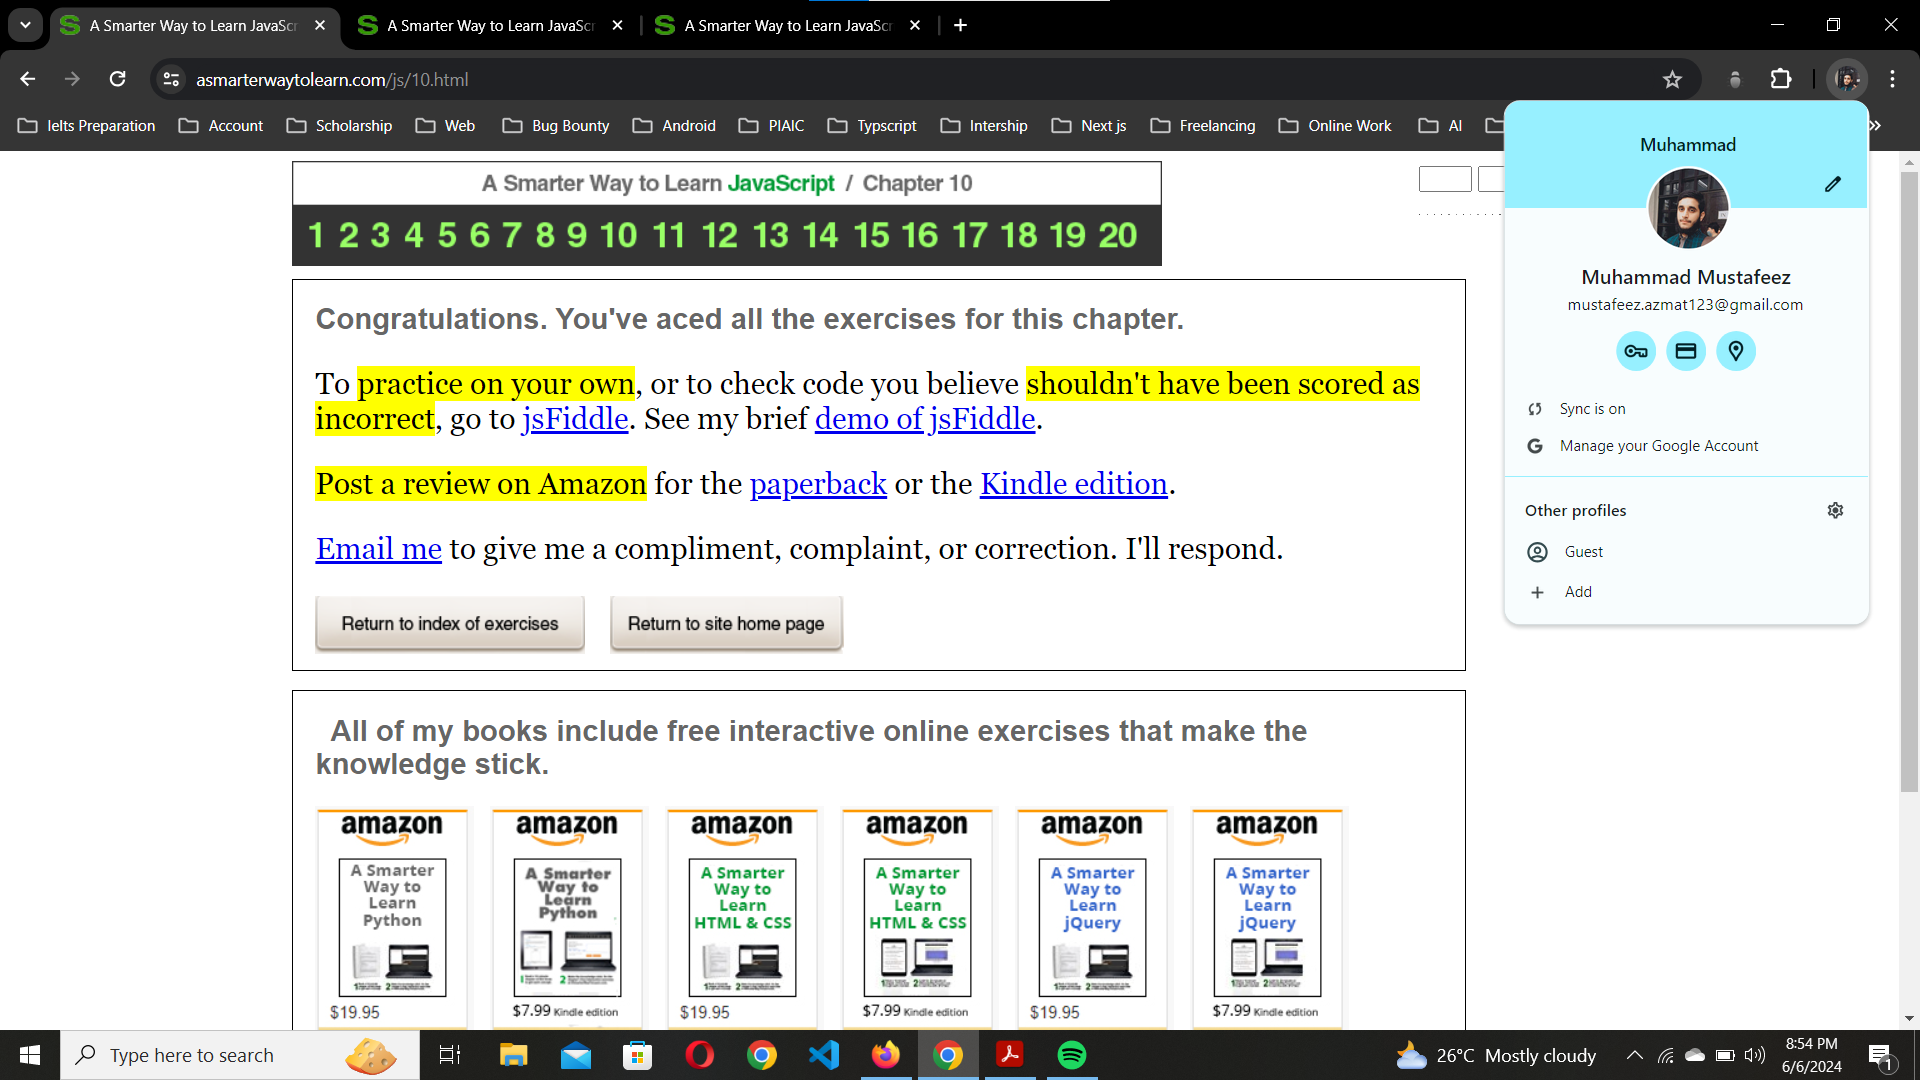 A Smarter Way to Learn JavaScr
A Smarter Way to Learn JavaScr
A Smarter Way to Learn JavaScr
asmarterwaytolearn.com/js/10.html
Ielts Preparation Account Scholarship Web Bug Bounty Android PIAIC Typscript Intership Next js Freelancing Online Work AI
A Smarter Way to Learn JavaScript / Chapter 10
1 2 3 4 5 6 7 8 9 10 11 12 13 14 15 16 17 18 19 20
Congratulations. You've aced all the exercises for this chapter.
To practice on your own, or to check code you believe shouldn't have been scored as
incorrect, go to jsFiddle. See my brief demo of jsFiddle.
Post a review on Amazon for the paperback or the Kindle edition.
Email me to give me a compliment, complaint, or correction. I'll respond.
Return to index of exercises
Return to site home page
All of my books include free interactive online exercises that make the
knowledge stick.
amazon
A Smarter
Way to
Learn
Python
$19.95
amazon
A Smarter
Way to
Learn
Python
$7.99 Kindle edition
amazon
A Smarter
Way to
Learn
HTML & CSS
$19.95
amazon
A Smarter
Way to
Learn
HTML & CSS
$7.99 Kindle edition
amazon
A Smarter
Way to
Learn
jQuery
$19.95
amazon
A Smarter
Way to
Learn
jQuery
$7.99 Kindle edition
Muhammad
Muhammad Mustafeez
mustafeez.azmat123@gmail.com
Sync is on
Manage your Google Account
Other profiles
Guest
Add
Type here to search
26°C Mostly cloudy
8:54 PM
6/6/2024
1